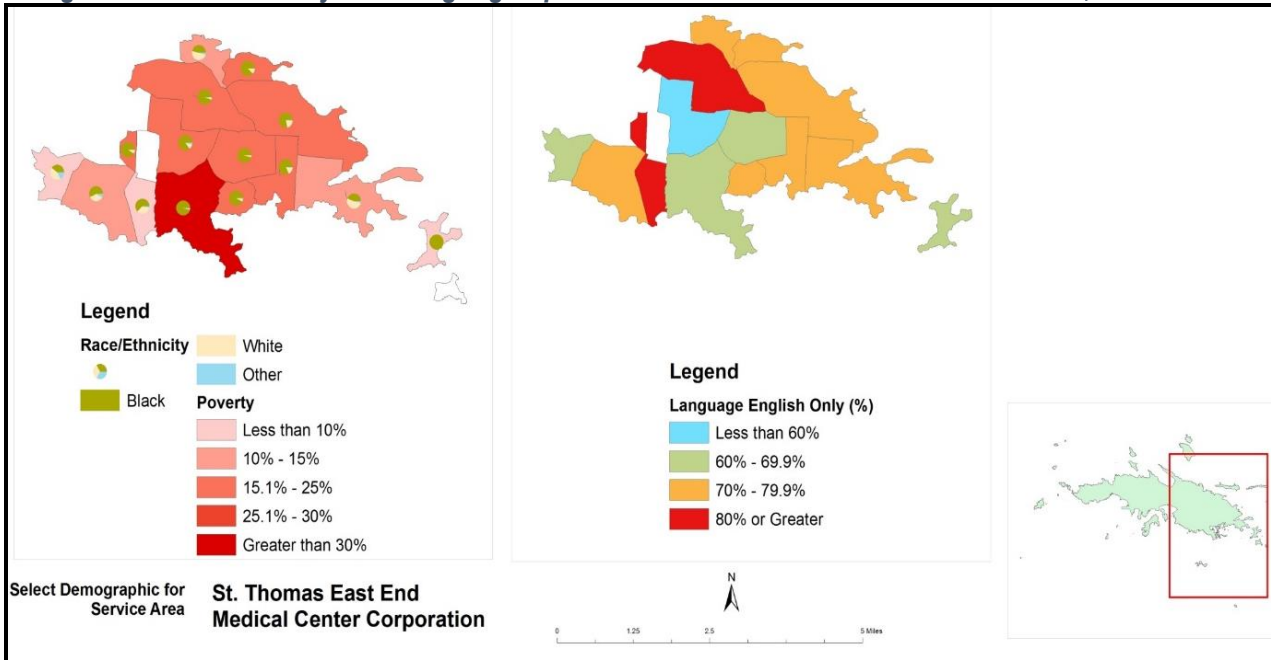 Legend
Race/Ethnicity
Black
White
Other
Poverty
Less than 10%
10% - 15%
15.1% - 25%
25.1% - 30%
Greater than 30%
Legend
Language English Only (%)
Less than 60%
60% - 69.9%
70% - 79.9%
80% or Greater
Select Demographic for
Service Area
St. Thomas East End
Medical Center Corporation
N
0 1.25 2.5 5 Miles